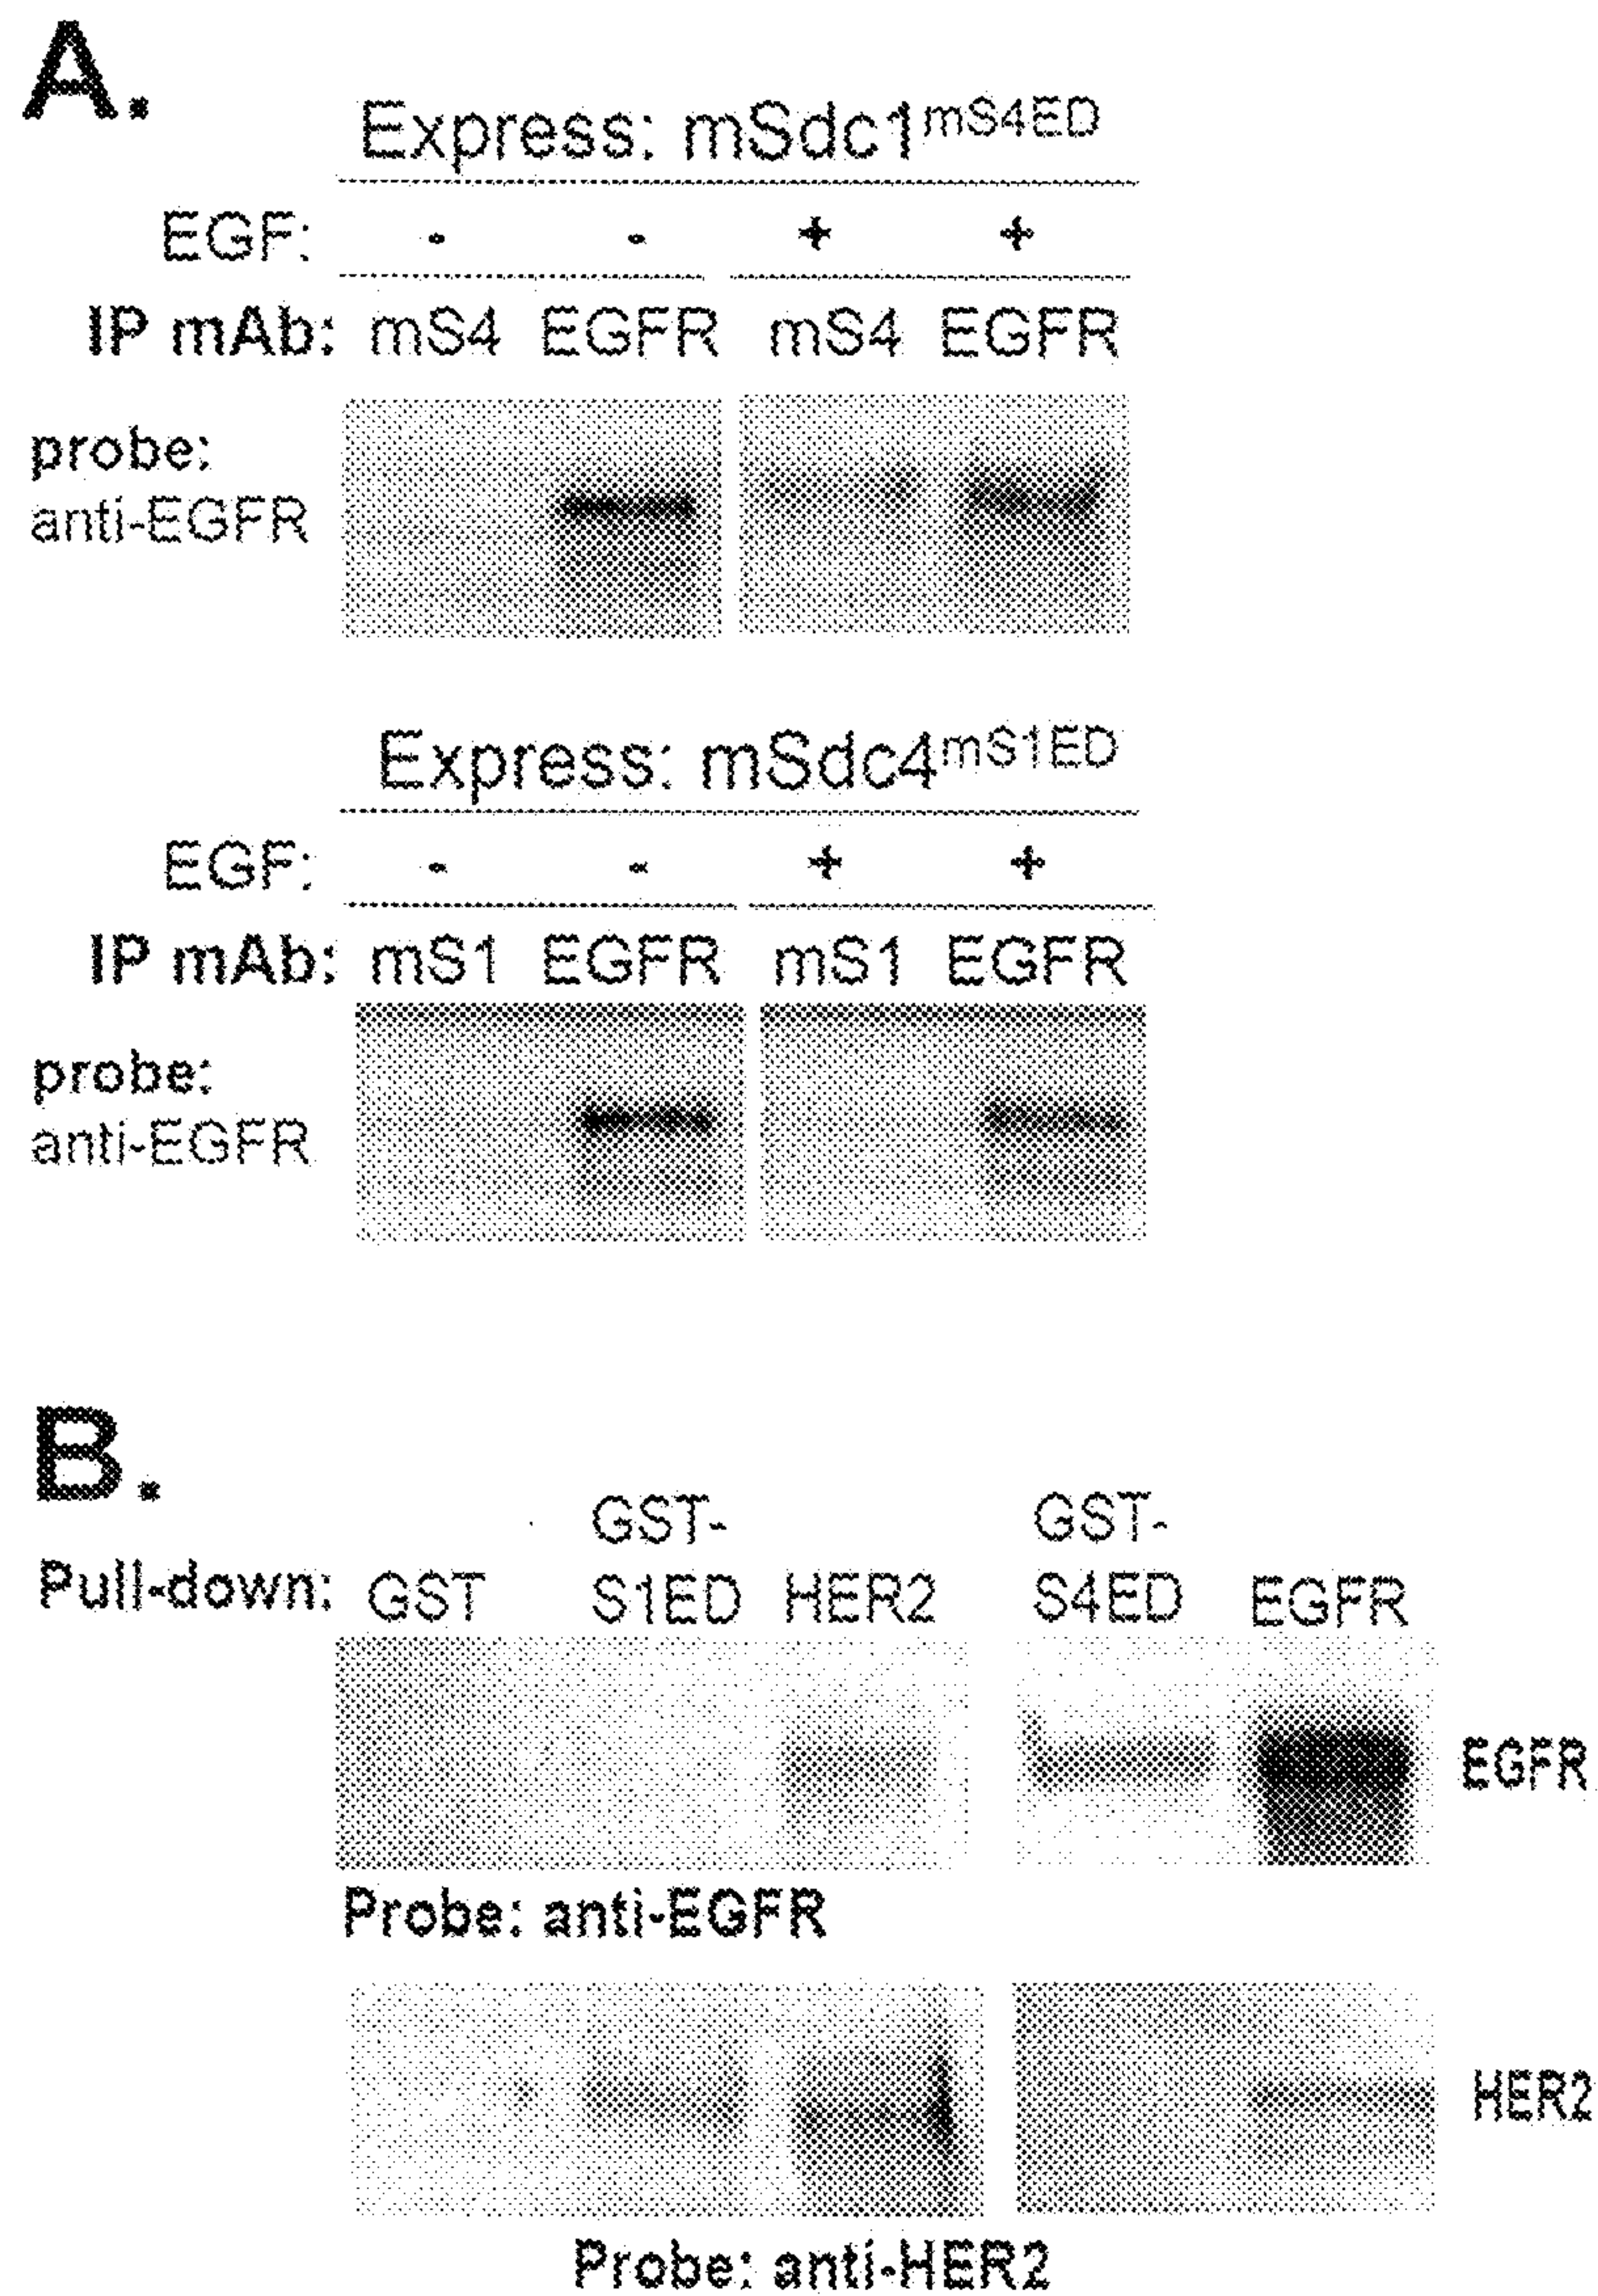 A.
Express: mSdc1mS4ED
EGF: - - + +
IP mAb: mS4 EGFR mS4 EGFR
probe:
anti-EGFR
Express: mSdc4mS1ED
EGF: - - + +
IP mAb: mS1 EGFR mS1 EGFR
probe:
anti-EGFR
B.
GST- GST-
Pull-down: GST S1ED HER2 S4ED EGFR
EGFR
Probe: anti-EGFR
HER2
Probe: anti-HER2